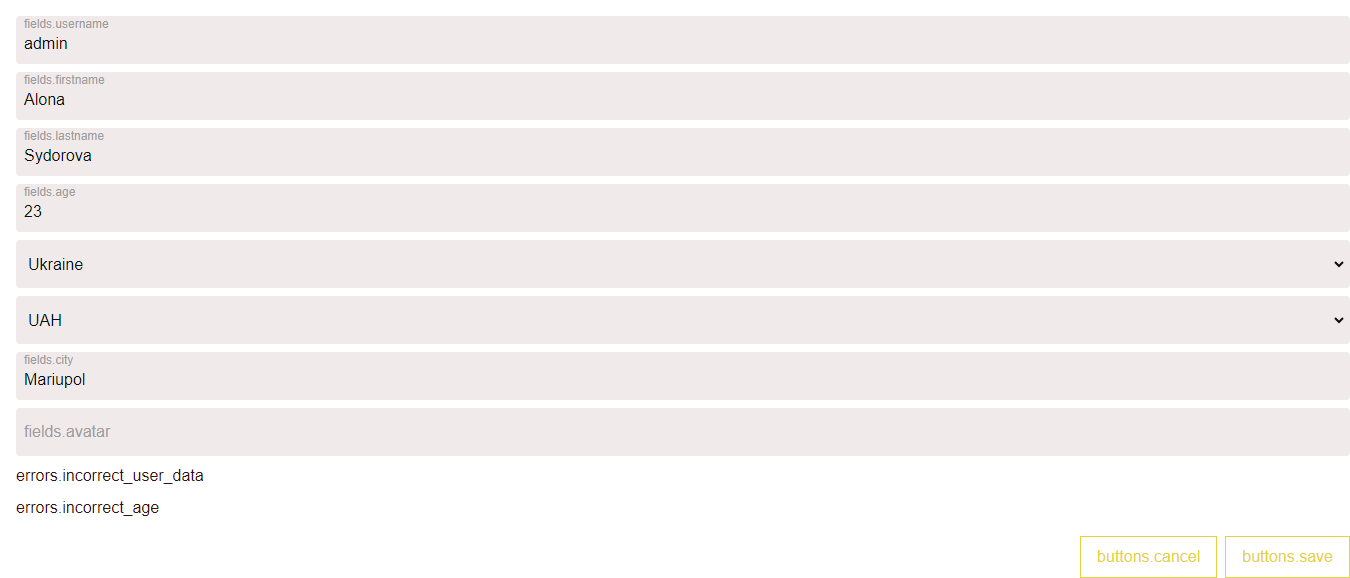 fields.username
admin
fields.firstname
Alona
fields.lastname
Sydorova
fields.age
23
Ukraine
UAH
fields.city
Mariupol
fields.avatar
errors.incorrect_user_data
errors.incorrect_age
buttons.cancel buttons.save